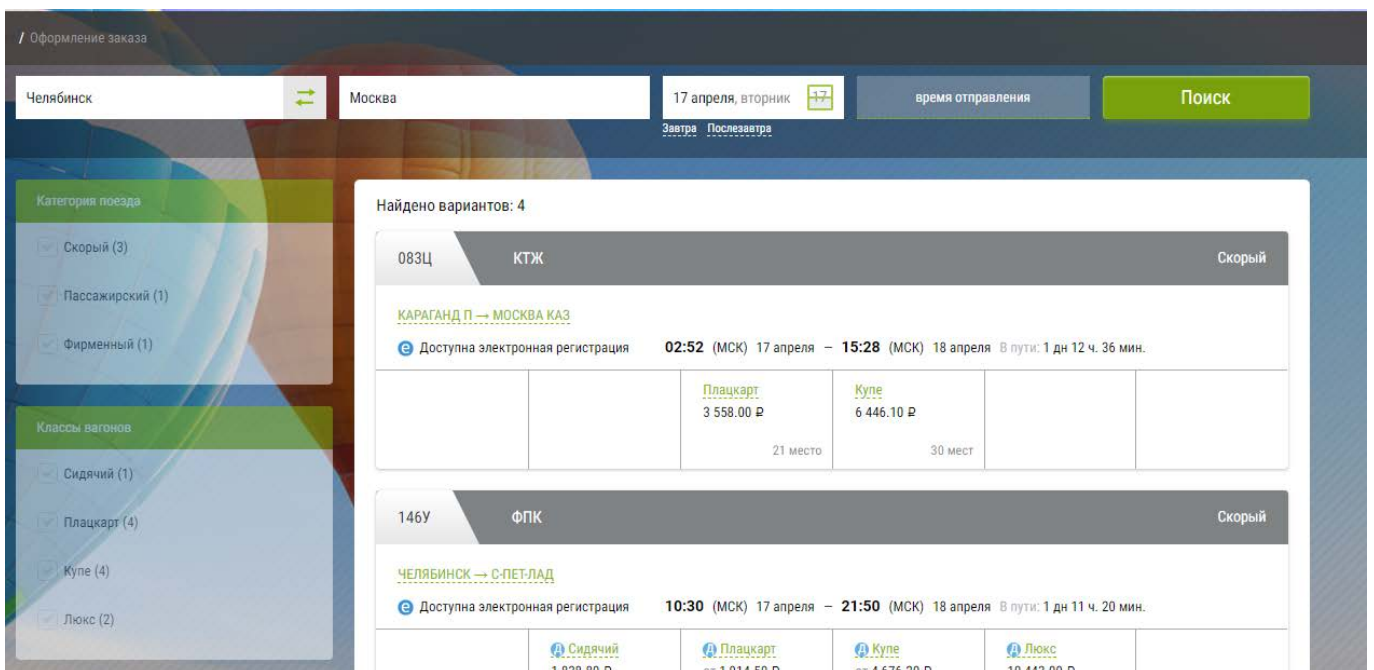 / Оформление заказа
Челябинск
Москва
17 апреля, вторник 17
время отправления
Поиск
Завтра Послезавтра
Категория поезда
Скорый (3)
Пассажирский (1)
Фирменный (1)
Классы вагонов
Сидячий (1)
Плацкарт (4)
Купе (4)
Люкс (2)
Найдено вариантов: 4
083Ц КТЖ Скорый
КАРАГАНД П → МОСКВА КАЗ
е Доступна электронная регистрация 02:52 (МСК) 17 апреля – 15:28 (МСК) 18 апреля В пути: 1 дн 12 ч. 36 мин.
Плацкарт Купе
3 558.00 ₽ 6 446.10 ₽
21 место 30 мест
146У ФПК Скорый
ЧЕЛЯБИНСК → С-ПЕТ-ЛАД
е Доступна электронная регистрация 10:30 (МСК) 17 апреля – 21:50 (МСК) 18 апреля В пути: 1 дн 11 ч. 20 мин.
Д Сидячий Д Плацкарт Д Купе Д Люкс